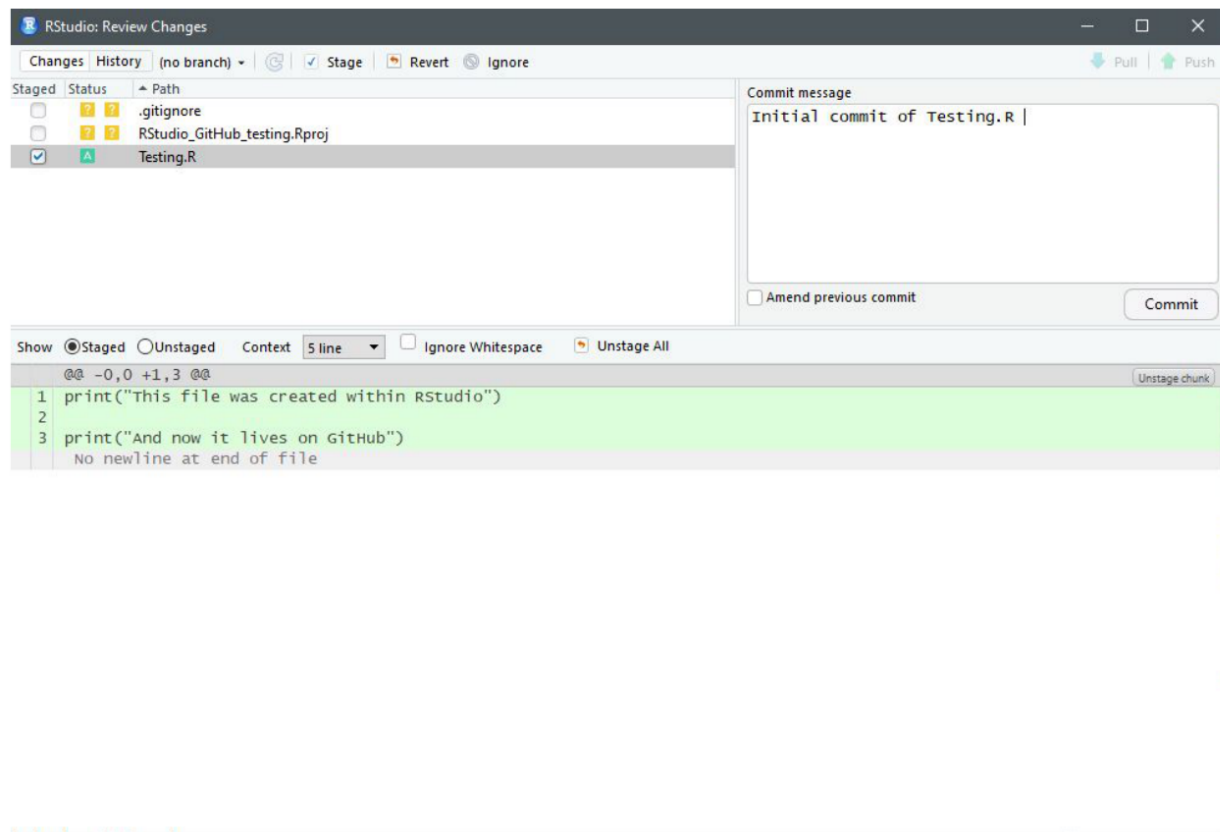 RStudio: Review Changes
Changes History (no branch) Stage Revert Ignore Pull Push
Staged Status Path
? ? .gitignore
? ? RStudio_GitHub_testing.Rproj
A Testing.R
Commit message
Initial commit of Testing.R
Amend previous commit
Commit
Show Staged Unstaged Context 5 line Ignore Whitespace Unstage All
@@ -0,0 +1,3 @@ Unstage chunk
1 print("This file was created within RStudio")
2
3 print("And now it lives on GitHub")
No newline at end of file